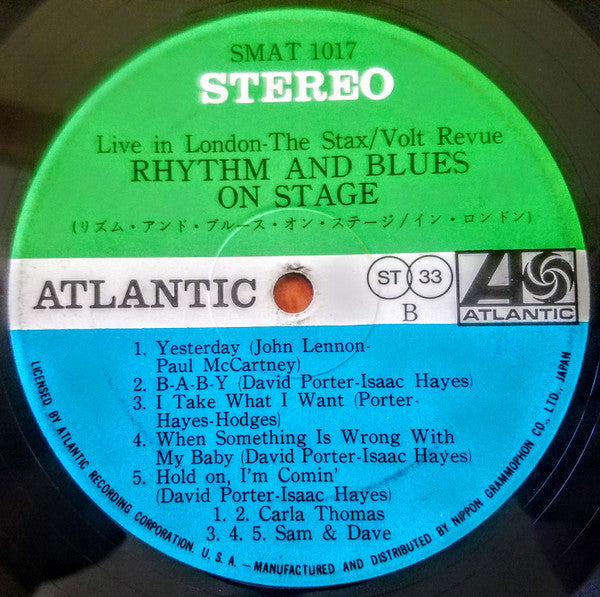 SMAT 1017
STEREO
Live in London-The Stax/Volt Revue
RHYTHM AND BLUES
ON STAGE
(リズム・アンド・ブルース・オン・ステージ/イン・ロンドン)
ATLANTIC
ST 33
B
ATLANTIC
1. Yesterday (John Lennon-
Paul McCartney)
2. B-A-B-Y (David Porter-Isaac Hayes)
3. I Take What I Want (Porter-
Hayes-Hodges)
4. When Something Is Wrong With
My Baby (David Porter-Isaac Hayes)
5. Hold on, I'm Comin'
(David Porter-Isaac Hayes)
1. 2. Carla Thomas
3. 4. 5. Sam & Dave
LICENSED BY ATLANTIC RECORDING CORPORATION. U. S. A. — MANUFACTURED AND DISTRIBUTED BY NIPPON GRAMMOPHON CO., LTD., JAPAN